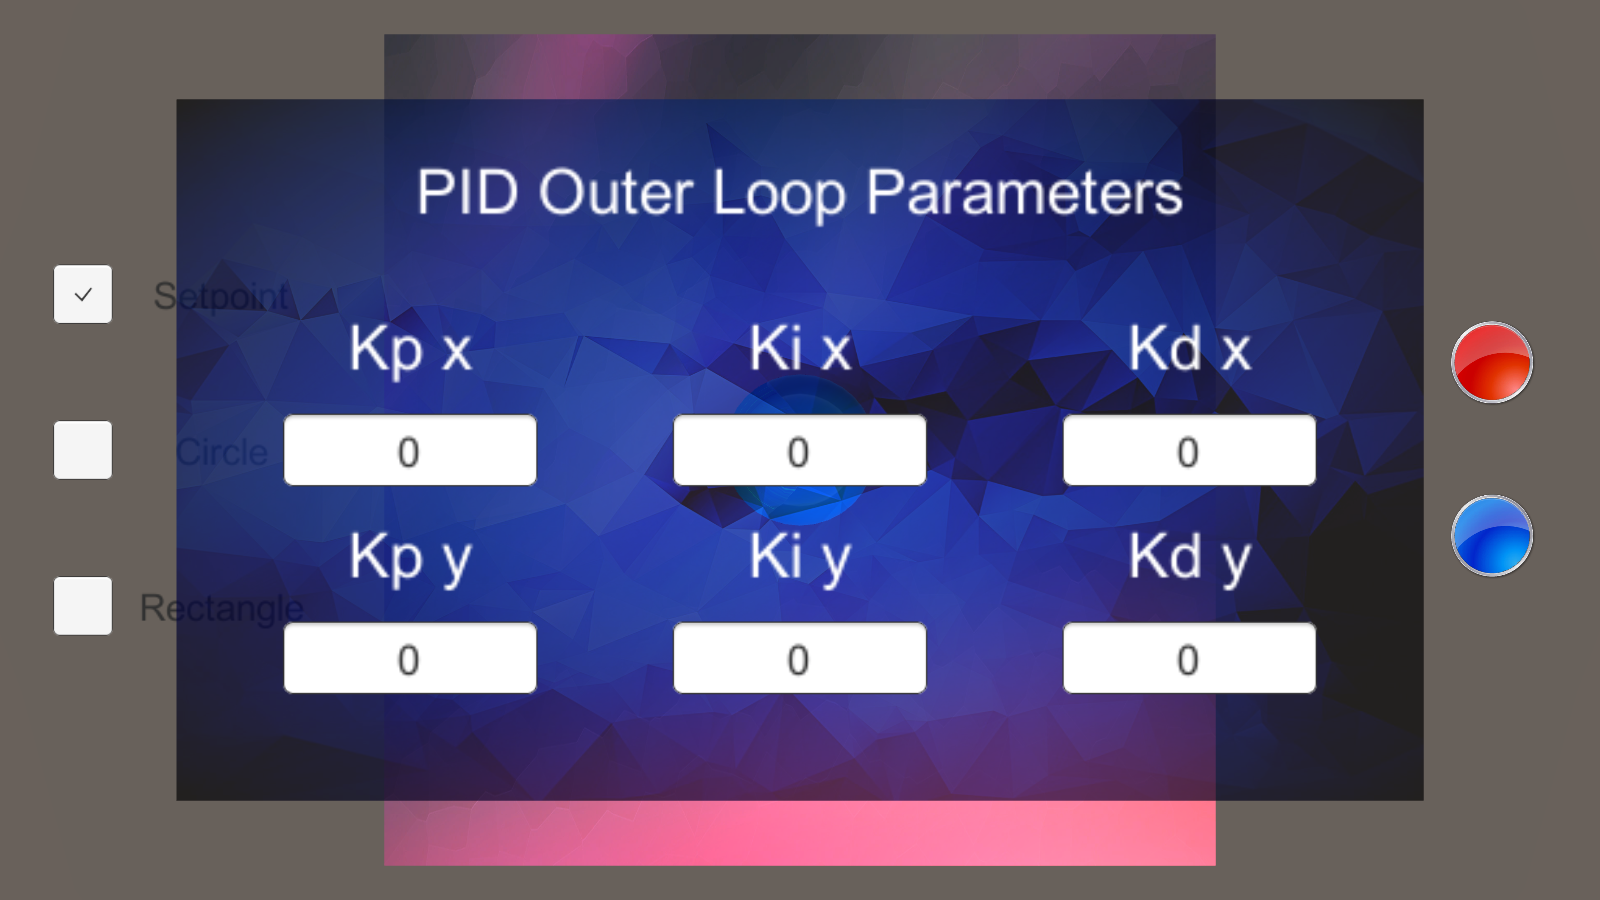 PID Outer Loop Parameters
Setpoint
Kp x Ki x Kd x
Circle 0 0 0
Kp y Ki y Kd y
Rectangle
0 0 0